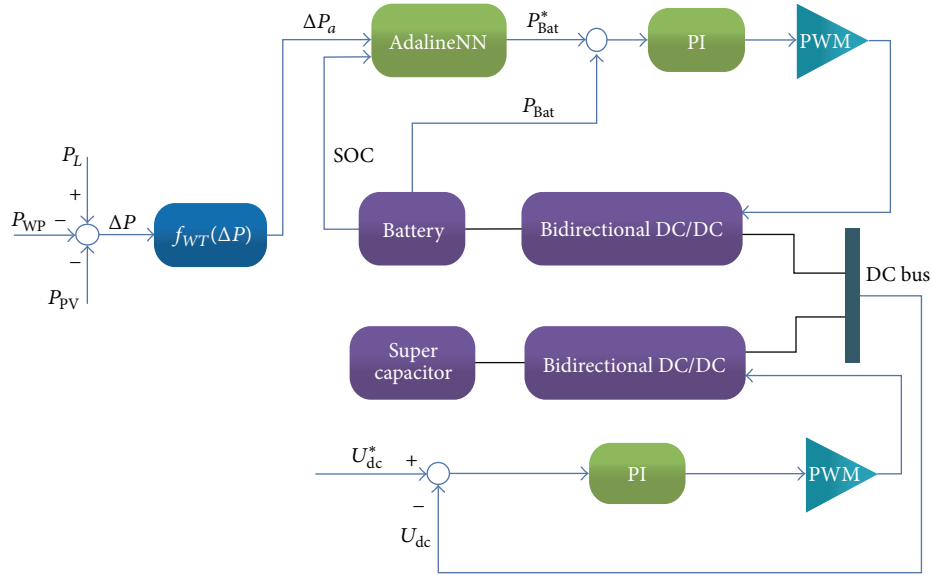 ΔP_a
AdalineNN
P*_Bat
PI
PWM
P_Bat
SOC
P_L
+
P_WP
−
ΔP
f_WT(ΔP)
−
P_PV
Battery
Bidirectional DC/DC
DC bus
Super
capacitor
Bidirectional DC/DC
U*_dc
+
PI
PWM
−
U_dc